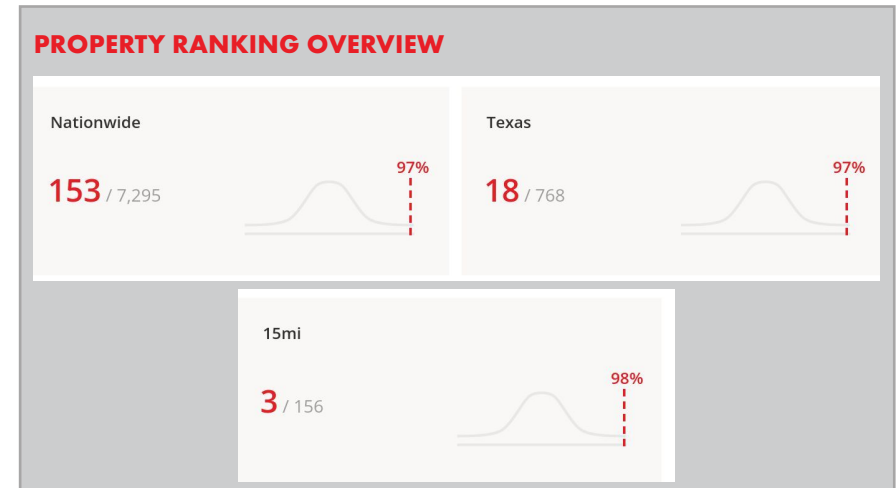 PROPERTY RANKING OVERVIEW
Nationwide
97%
153 / 7,295
Texas
97%
18 / 768
15mi
98%
3 / 156